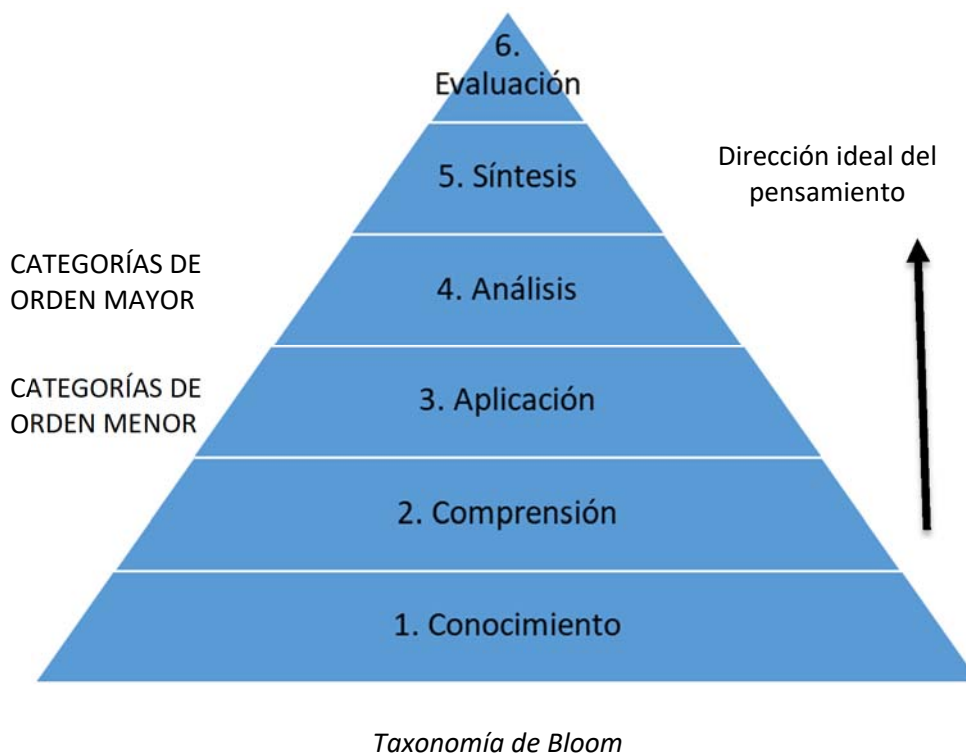 6.
Evaluación
5. Síntesis
Dirección ideal del
pensamiento
CATEGORÍAS DE
ORDEN MAYOR
4. Análisis
CATEGORÍAS DE
ORDEN MENOR
3. Aplicación
2. Comprensión
1. Conocimiento
Taxonomía de Bloom